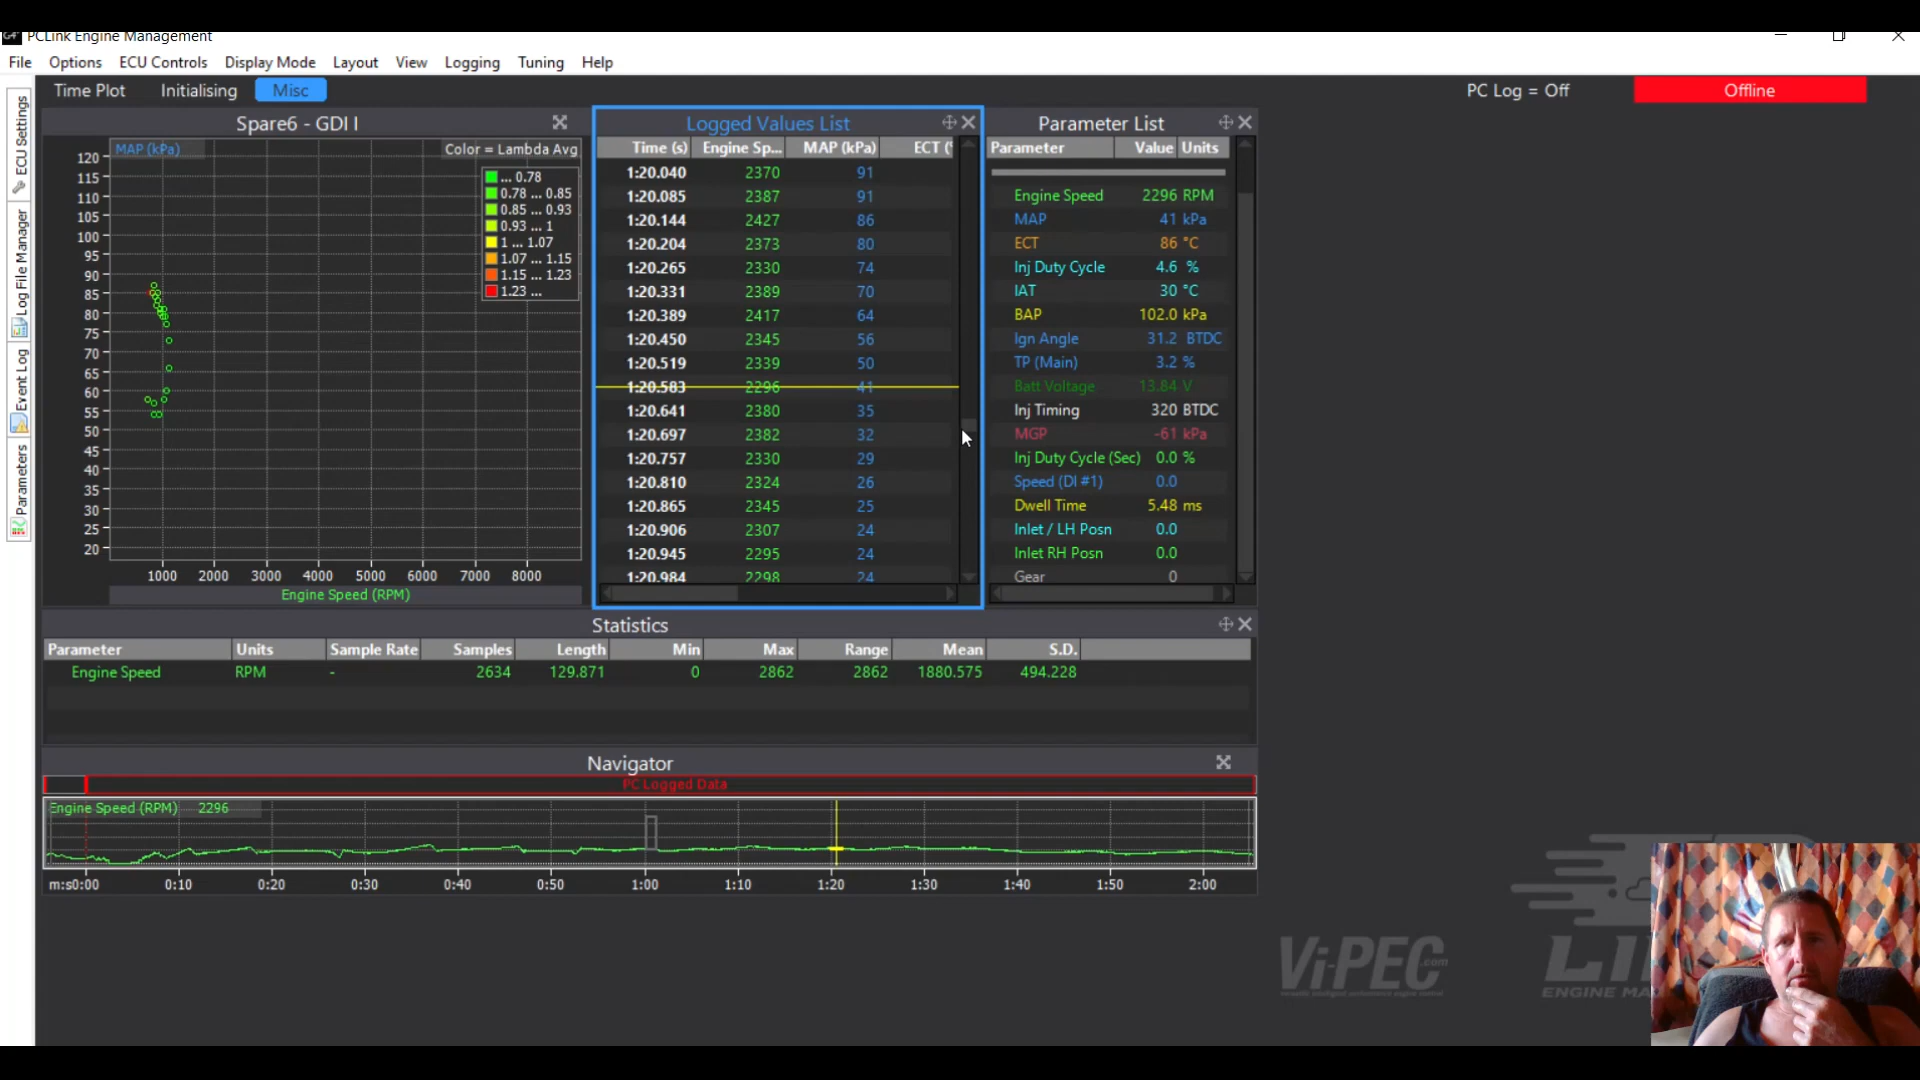 PCLink Engine Management
File Options ECU Controls Display Mode Layout View Logging Tuning Help
Time Plot Initialising Misc PC Log = Off Offline
ECU Settings
Log File Manager
Event Log
Parameters
Spare6 - GDI I
MAP (kPa) Color = Lambda Avg
... 0.78
0.78 ... 0.85
0.85 ... 0.93
0.93 ... 1
1 ... 1.07
1.07 ... 1.15
1.15 ... 1.23
1.23 ...
120
115
110
105
100
95
90
85
80
75
70
65
60
55
50
45
40
35
30
25
20
1000 2000 3000 4000 5000 6000 7000 8000
Engine Speed (RPM)
Logged Values List
Time (s) Engine Sp... MAP (kPa) ECT (
1:20.040 2370 91
1:20.085 2387 91
1:20.144 2427 86
1:20.204 2373 80
1:20.265 2330 74
1:20.331 2389 70
1:20.389 2417 64
1:20.450 2345 56
1:20.519 2339 50
1:20.583 2296 41
1:20.641 2380 35
1:20.697 2382 32
1:20.757 2330 29
1:20.810 2324 26
1:20.865 2345 25
1:20.906 2307 24
1:20.945 2295 24
1:20.984 2298 24
Parameter List
Parameter Value Units
Engine Speed 2296 RPM
MAP 41 kPa
ECT 86 °C
Inj Duty Cycle 4.6 %
IAT 30 °C
BAP 102.0 kPa
Ign Angle 31.2 BTDC
TP (Main) 3.2 %
Batt Voltage 13.84 V
Inj Timing 320 BTDC
MGP -61 kPa
Inj Duty Cycle (Sec) 0.0 %
Speed (DI #1) 0.0
Dwell Time 5.48 ms
Inlet / LH Posn 0.0
Inlet RH Posn 0.0
Gear 0
Statistics
Parameter Units Sample Rate Samples Length Min Max Range Mean S.D.
Engine Speed RPM - 2634 129.871 0 2862 2862 1880.575 494.228
Navigator
PC Logged Data
Engine Speed (RPM) 2296
m:s0:00 0:10 0:20 0:30 0:40 0:50 1:00 1:10 1:20 1:30 1:40 1:50 2:00
Vi-PEC.com